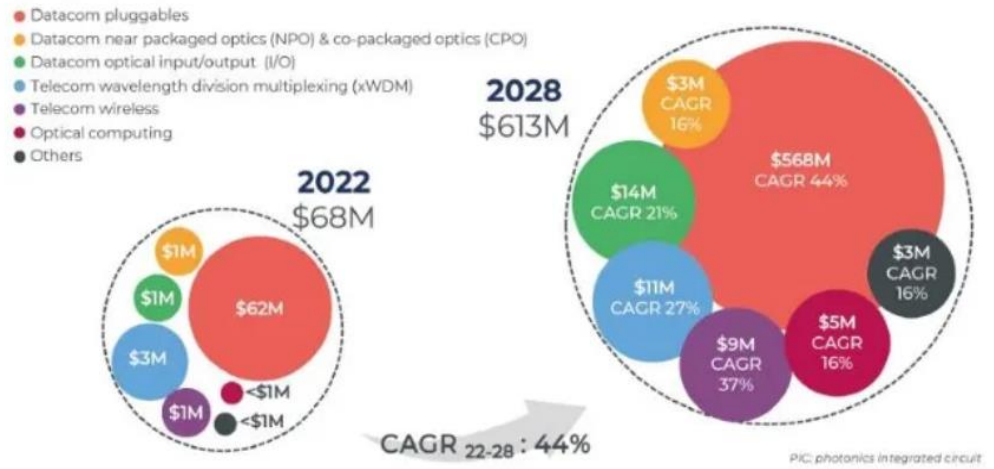 Datacom pluggables
Datacom near packaged optics (NPO) & co-packaged optics (CPO)
Datacom optical input/output (I/O)
Telecom wavelength division multiplexing (xWDM)
Telecom wireless
Optical computing
Others
2022
$68M
$1M
$1M
$62M
$3M
$1M
<$1M
<$1M
2028
$613M
$3M
CAGR
16%
$568M
CAGR 44%
$14M
CAGR 21%
$11M
CAGR 27%
$9M
CAGR
37%
$5M
CAGR
16%
$3M
CAGR
16%
CAGR 22-28 : 44%
PIC: photonics integrated circuit